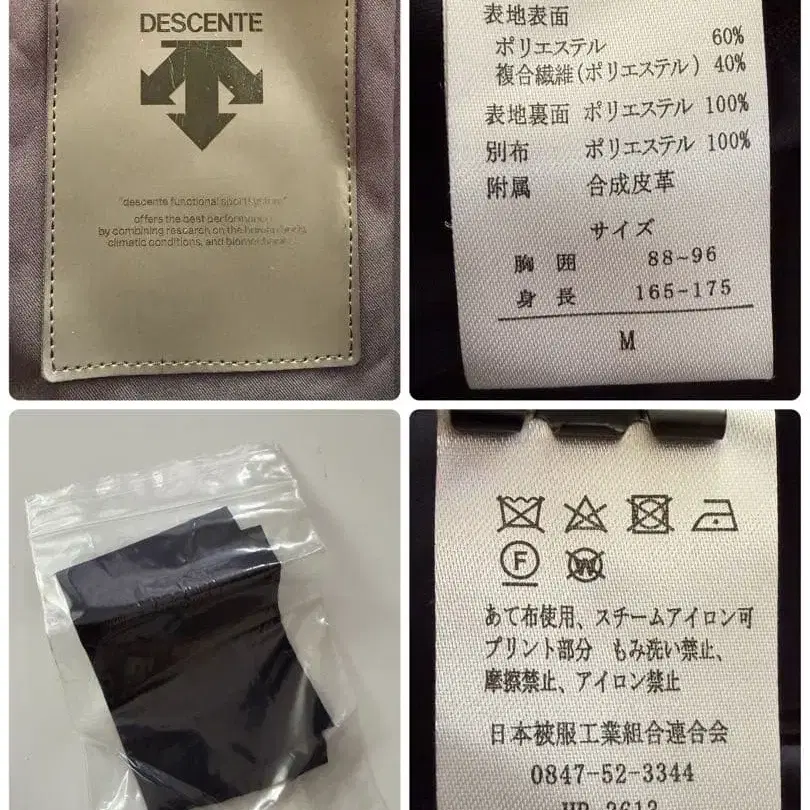 DESCENTE
"descente functional sport
offers the best performance
by combining research on the human body,
climatic conditions, and
表地表面
ポリエステル 60%
複合繊維(ポリエステル) 40%
表地裏面 ポリエステル 100%
別布 ポリエステル 100%
附属 合成皮革
サイズ
胸囲 88~96
身長 165-175
M
F
W
あて布使用、スチームアイロン可
プリント部分 もみ洗い禁止、
摩擦禁止、アイロン禁止
日本被服工業組合連合会
0847-52-3344